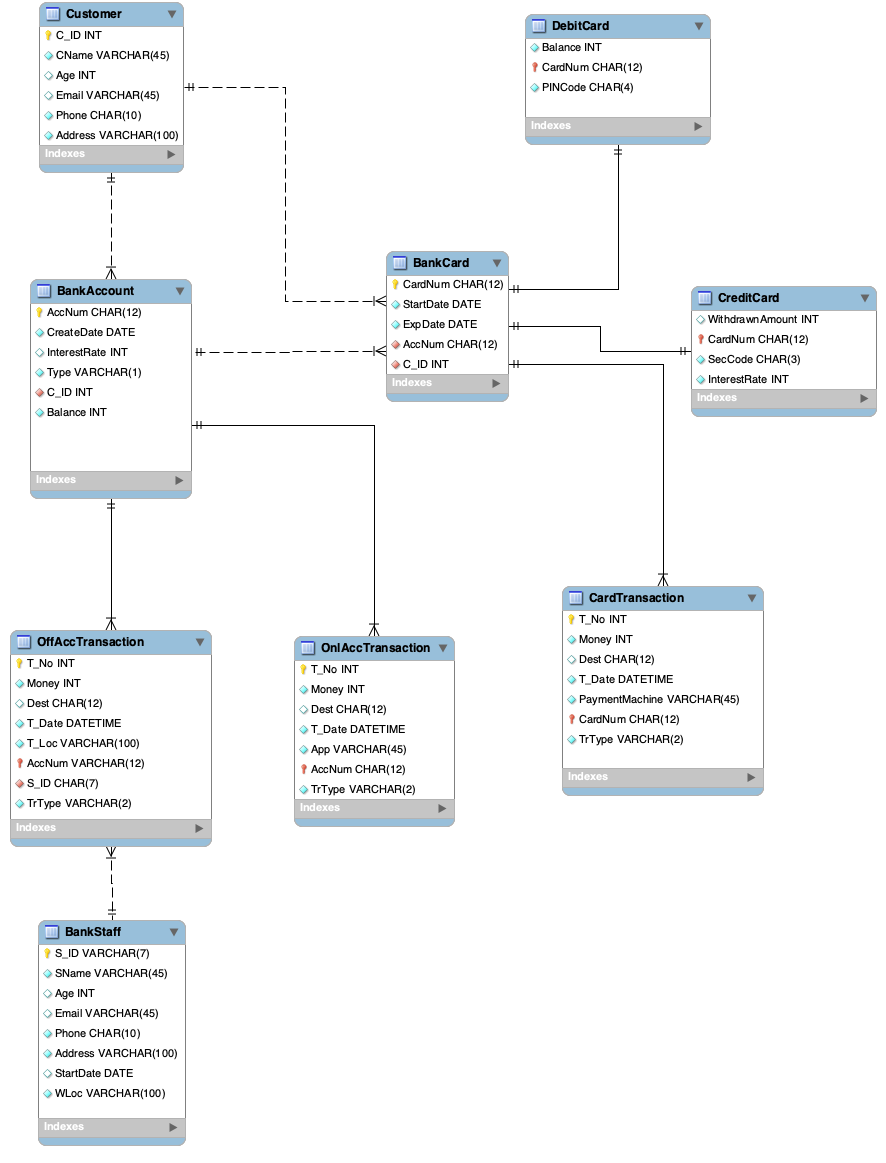 Customer
C_ID INT
CName VARCHAR(45)
Age INT
Email VARCHAR(45)
Phone CHAR(10)
Address VARCHAR(100)
Indexes
DebitCard
Balance INT
CardNum CHAR(12)
PINCode CHAR(4)
Indexes
BankAccount
AccNum CHAR(12)
CreateDate DATE
InterestRate INT
Type VARCHAR(1)
C_ID INT
Balance INT
Indexes
BankCard
CardNum CHAR(12)
StartDate DATE
ExpDate DATE
AccNum CHAR(12)
C_ID INT
Indexes
CreditCard
WithdrawnAmount INT
CardNum CHAR(12)
SecCode CHAR(3)
InterestRate INT
Indexes
OffAccTransaction
T_No INT
Money INT
Dest CHAR(12)
T_Date DATETIME
T_Loc VARCHAR(100)
AccNum VARCHAR(12)
S_ID CHAR(7)
TrType VARCHAR(2)
Indexes
OnlAccTransaction
T_No INT
Money INT
Dest CHAR(12)
T_Date DATETIME
App VARCHAR(45)
AccNum CHAR(12)
TrType VARCHAR(2)
Indexes
CardTransaction
T_No INT
Money INT
Dest CHAR(12)
T_Date DATETIME
PaymentMachine VARCHAR(45)
CardNum CHAR(12)
TrType VARCHAR(2)
Indexes
BankStaff
S_ID VARCHAR(7)
SName VARCHAR(45)
Age INT
Email VARCHAR(45)
Phone CHAR(10)
Address VARCHAR(100)
StartDate DATE
WLoc VARCHAR(100)
Indexes